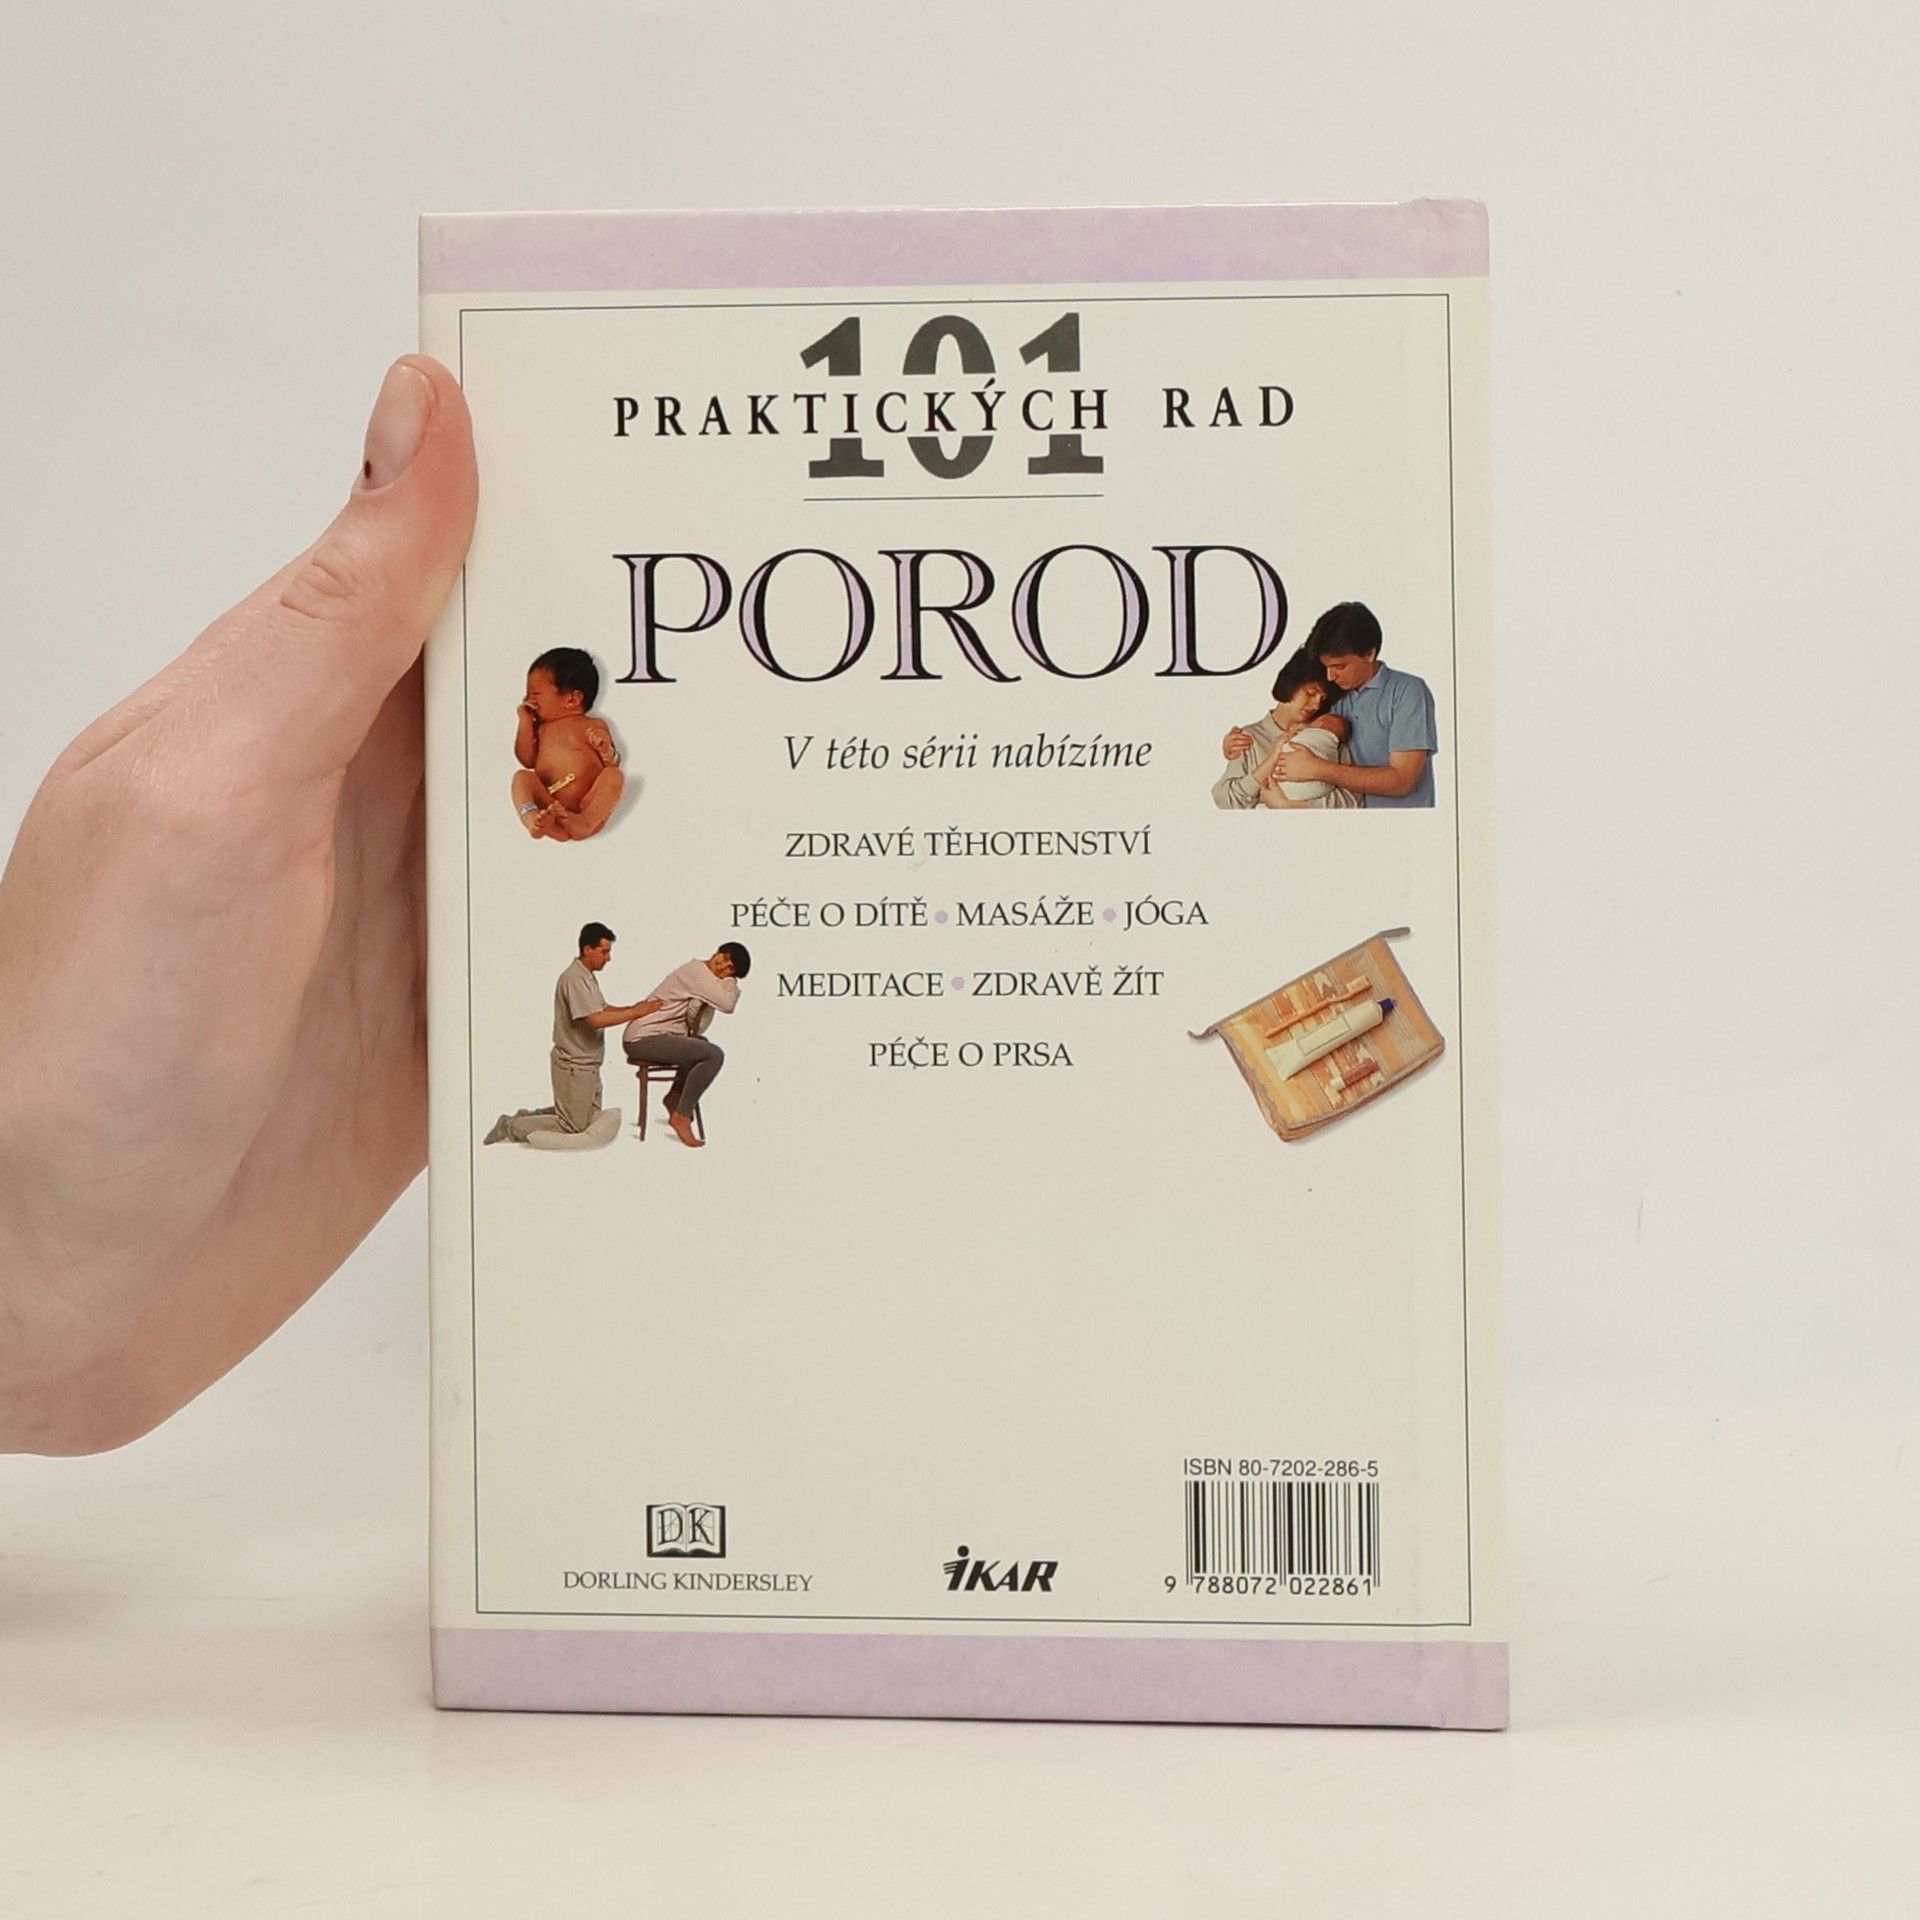 101
PRAKTICKÝCH RAD
POROD
V této sérii nabízíme
ZDRAVÉ TĚHOTENSTVÍ
PÉČE O DÍTĚ • MASÁŽE • JÓGA
MEDITACE • ZDRAVĚ ŽÍT
PÉČE O PRSA
DK
DORLING KINDERSLEY
iKAR
ISBN 80-7202-286-5
9 788072 022861